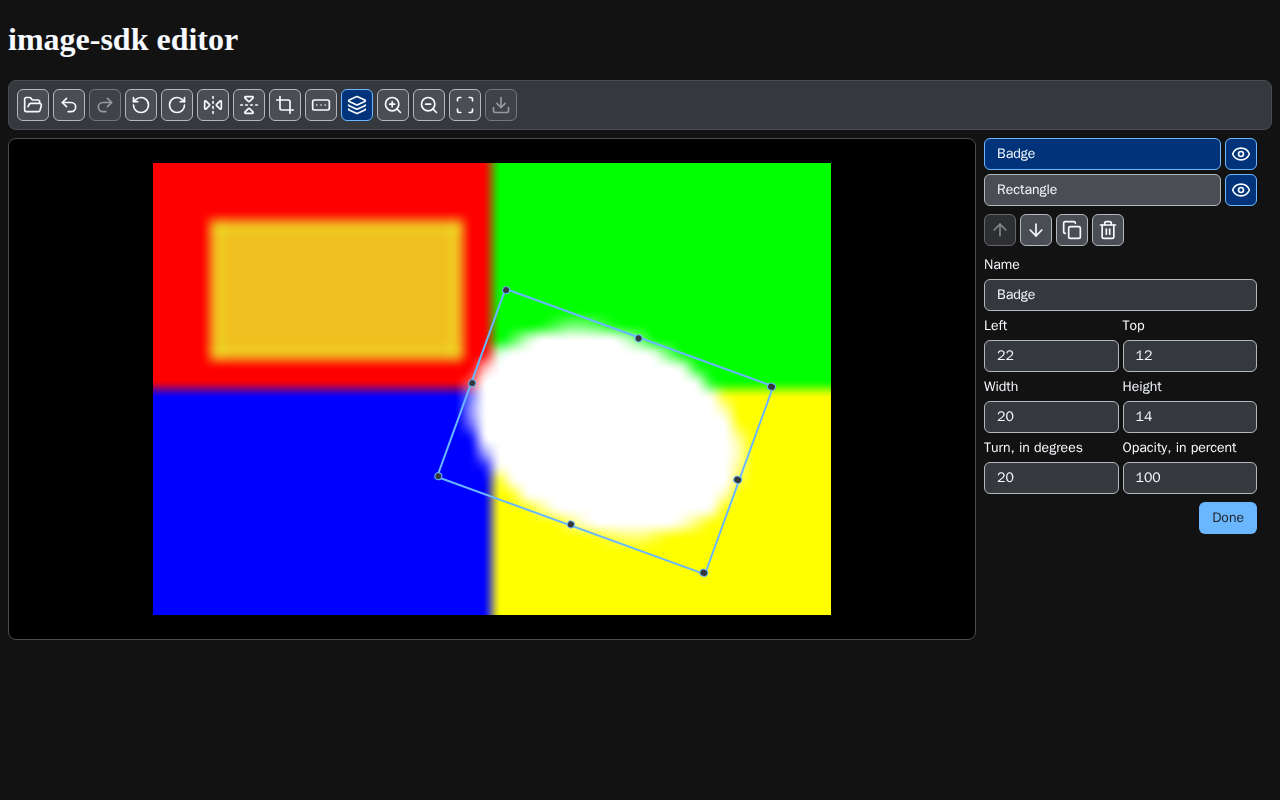 image-sdk editor
Badge
Rectangle
Name
Badge
Left Top
22 12
Width Height
20 14
Turn, in degrees Opacity, in percent
20 100
Done